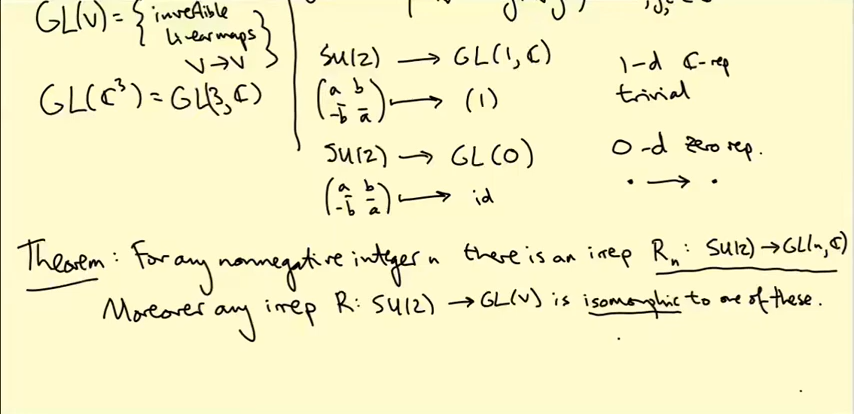 GL(V) = { invertible linear maps V → V }
GL(ℂ³) = GL(3, ℂ)
SU(2) ⟶ GL(1, ℂ) 1-d ℂ-rep
(a b -b̄ ā) ⟼ (1) trivial
SU(2) ⟶ GL(0) 0-d zero rep.
(a b -b̄ ā) ⟼ id · ⟶ ·
Theorem: For any nonnegative integer n there is an irrep Rₙ: SU(2) → GL(n, ℂ)
Moreover any irrep R: SU(2) → GL(V) is isomorphic to one of these.